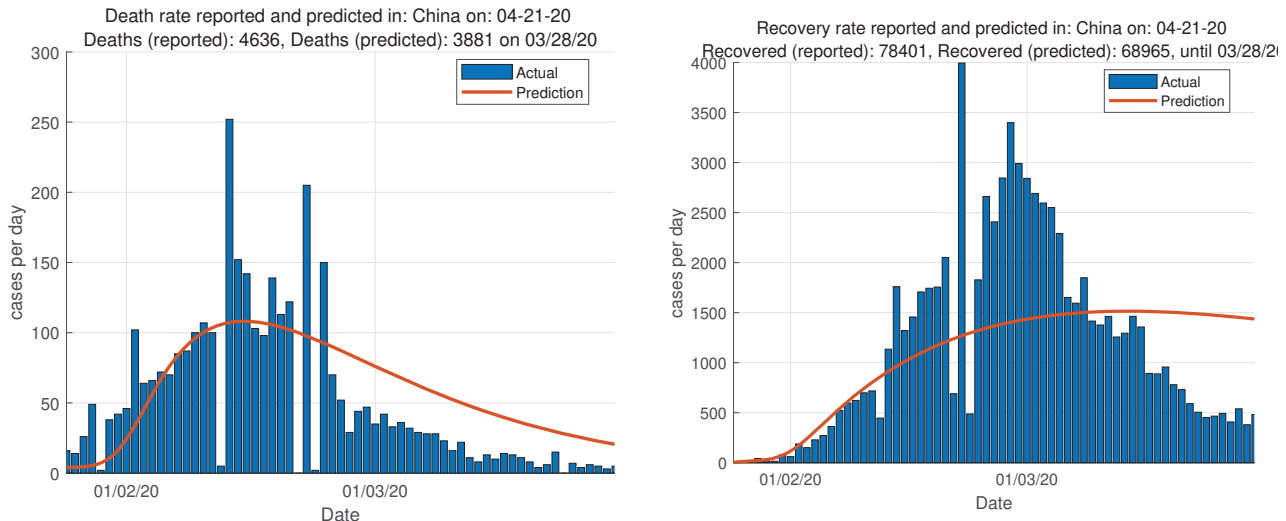 Death rate reported and predicted in: China on: 04-21-20
Deaths (reported): 4636, Deaths (predicted): 3881 on 03/28/20
300
250
200
150
100
50
0
cases per day
Actual
Prediction
01/02/20
01/03/20
Date
Recovery rate reported and predicted in: China on: 04-21-20
Recovered (reported): 78401, Recovered (predicted): 68965, until 03/28/20
4000
3500
3000
2500
2000
1500
1000
500
0
cases per day
Actual
Prediction
01/02/20
01/03/20
Date